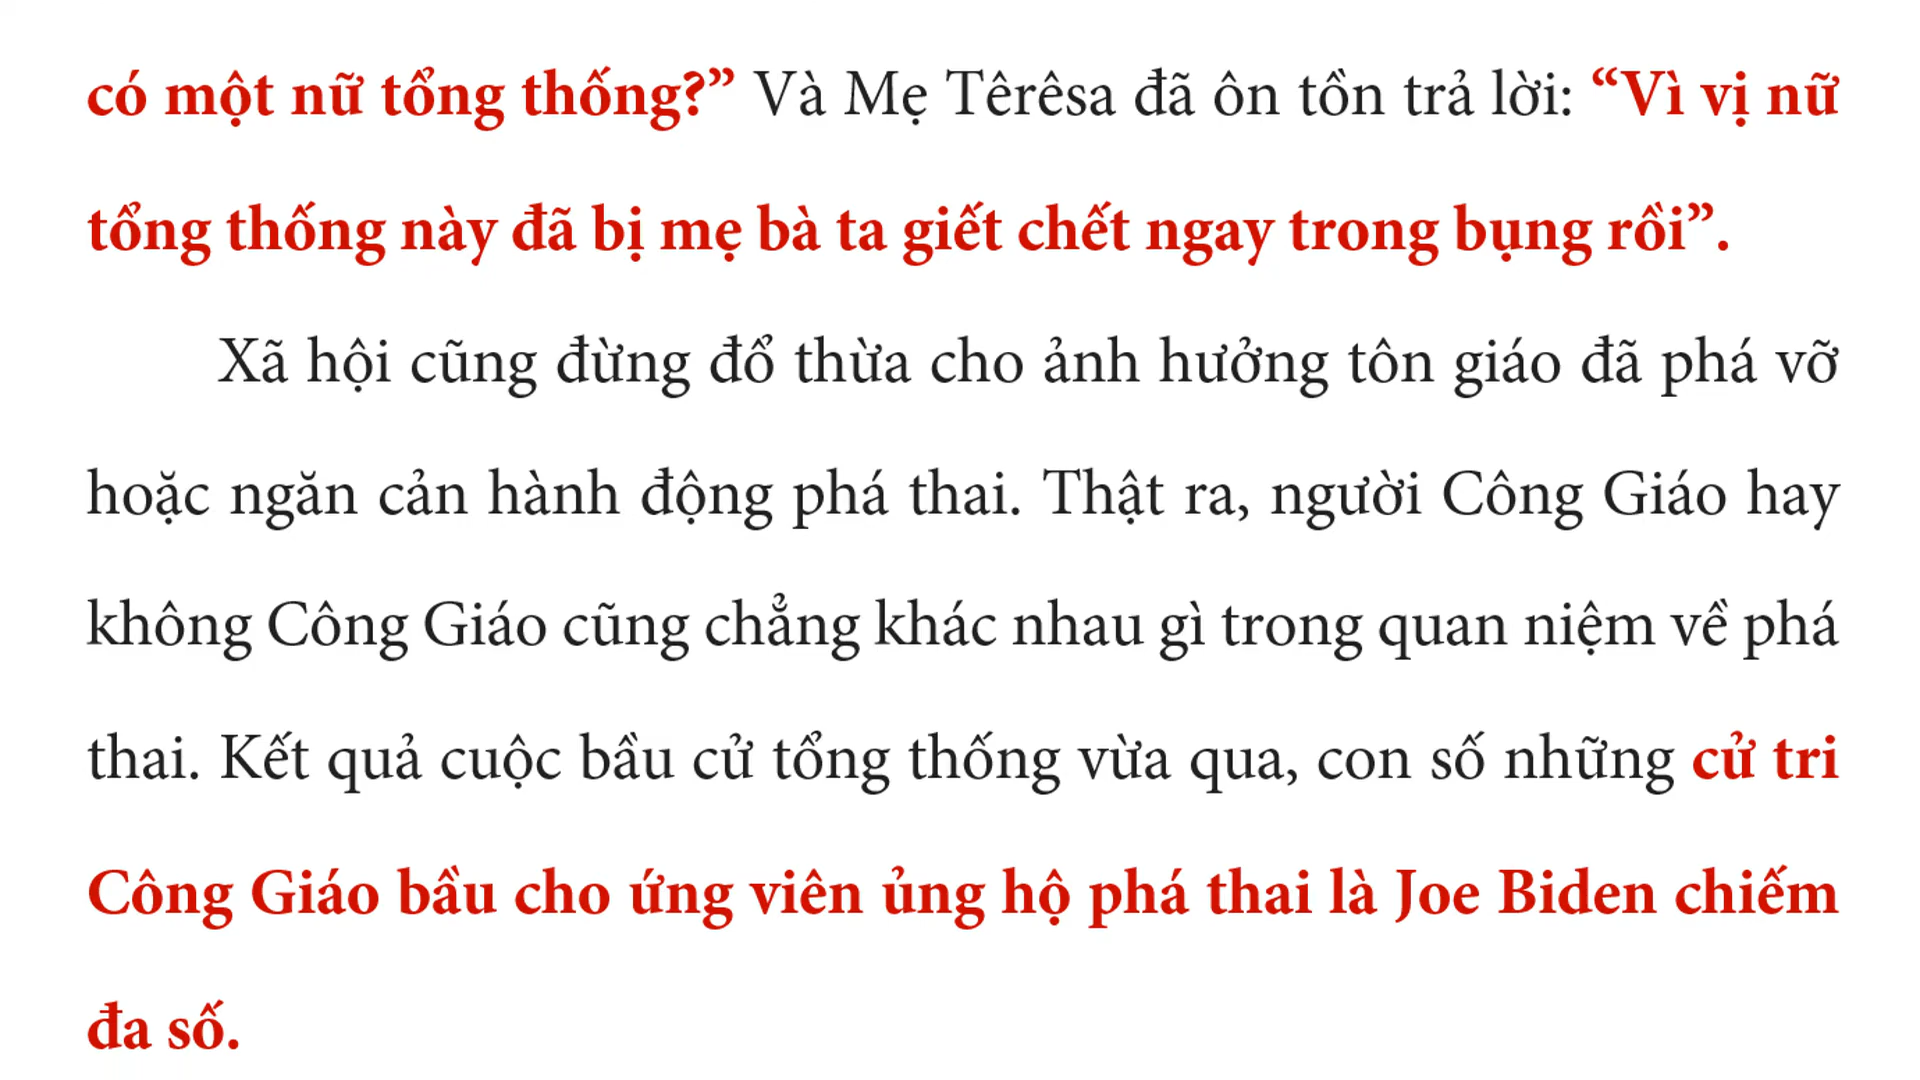 có một nữ tổng thống?” Và Mẹ Têrêsa đã ôn tồn trả lời: “Vì vị nữ
tổng thống này đã bị mẹ bà ta giết chết ngay trong bụng rồi”.
Xã hội cũng đừng đổ thừa cho ảnh hưởng tôn giáo đã phá vỡ
hoặc ngăn cản hành động phá thai. Thật ra, người Công Giáo hay
không Công Giáo cũng chẳng khác nhau gì trong quan niệm về phá
thai. Kết quả cuộc bầu cử tổng thống vừa qua, con số những cử tri
Công Giáo bầu cho ứng viên ủng hộ phá thai là Joe Biden chiếm
đa số.